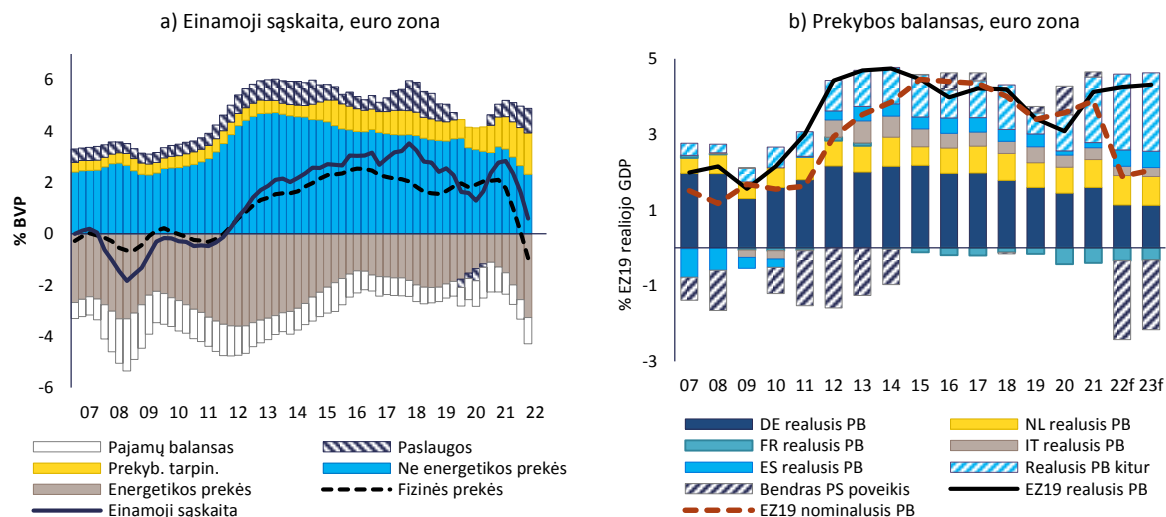 a) Einamoji sąskaita, euro zona
% BVP
6
4
2
0
-2
-4
-6
07 08 09 10 11 12 13 14 15 16 17 18 19 20 21 22
Pajamų balansas
Paslaugos
Prekyb. tarpin.
Ne energetikos prekės
Energetikos prekės
Fizinės prekės
Einamoji sąskaita
b) Prekybos balansas, euro zona
% EZ19 realiojo GDP
5
3
1
-1
-3
07 08 09 10 11 12 13 14 15 16 17 18 19 20 21 22f 23f
DE realusis PB
NL realusis PB
FR realusis PB
IT realusis PB
ES realusis PB
Realusis PB kitur
Bendras PS poveikis
EZ19 realusis PB
EZ19 nominalusis PB